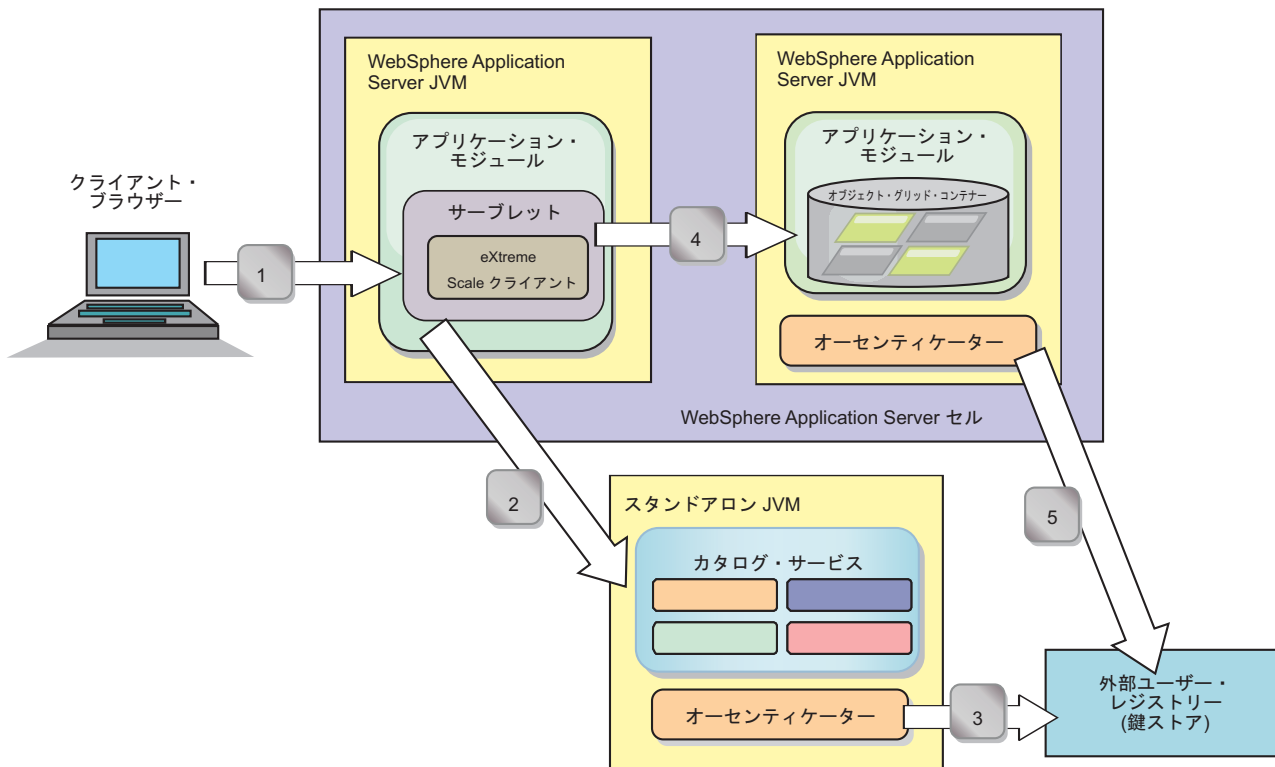 WebSphere Application
Server JVM
アプリケーション・
モジュール
サーブレット
eXtreme
Scale クライアント
クライアント・
ブラウザー
1
4
WebSphere Application
Server JVM
アプリケーション・
モジュール
オブジェクト・グリッド・コンテナー
オーセンティケーター
WebSphere Application Server セル
2
5
スタンドアロン JVM
カタログ・サービス
オーセンティケーター
3
外部ユーザー・
レジストリー
(鍵ストア)